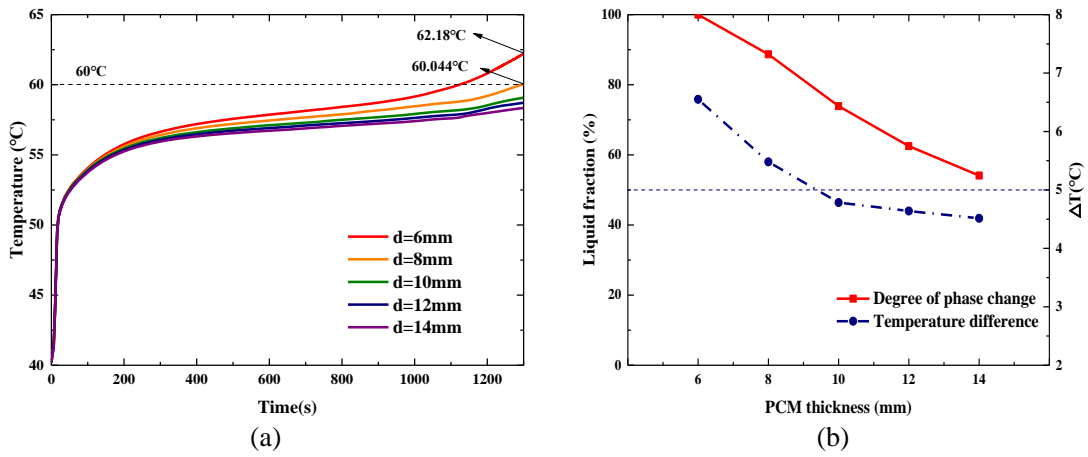 62.18℃
60.044℃
60℃
65
60
55
50
45
40
0
200
400
600
800
1000
1200
Temperature (℃)
Time(s)
d=6mm
d=8mm
d=10mm
d=12mm
d=14mm
(a)
100
80
60
40
20
0
8
7
6
5
4
3
2
6
8
10
12
14
Liquid fraction (%)
ΔT(℃)
Degree of phase change
Temperature difference
PCM thickness (mm)
(b)